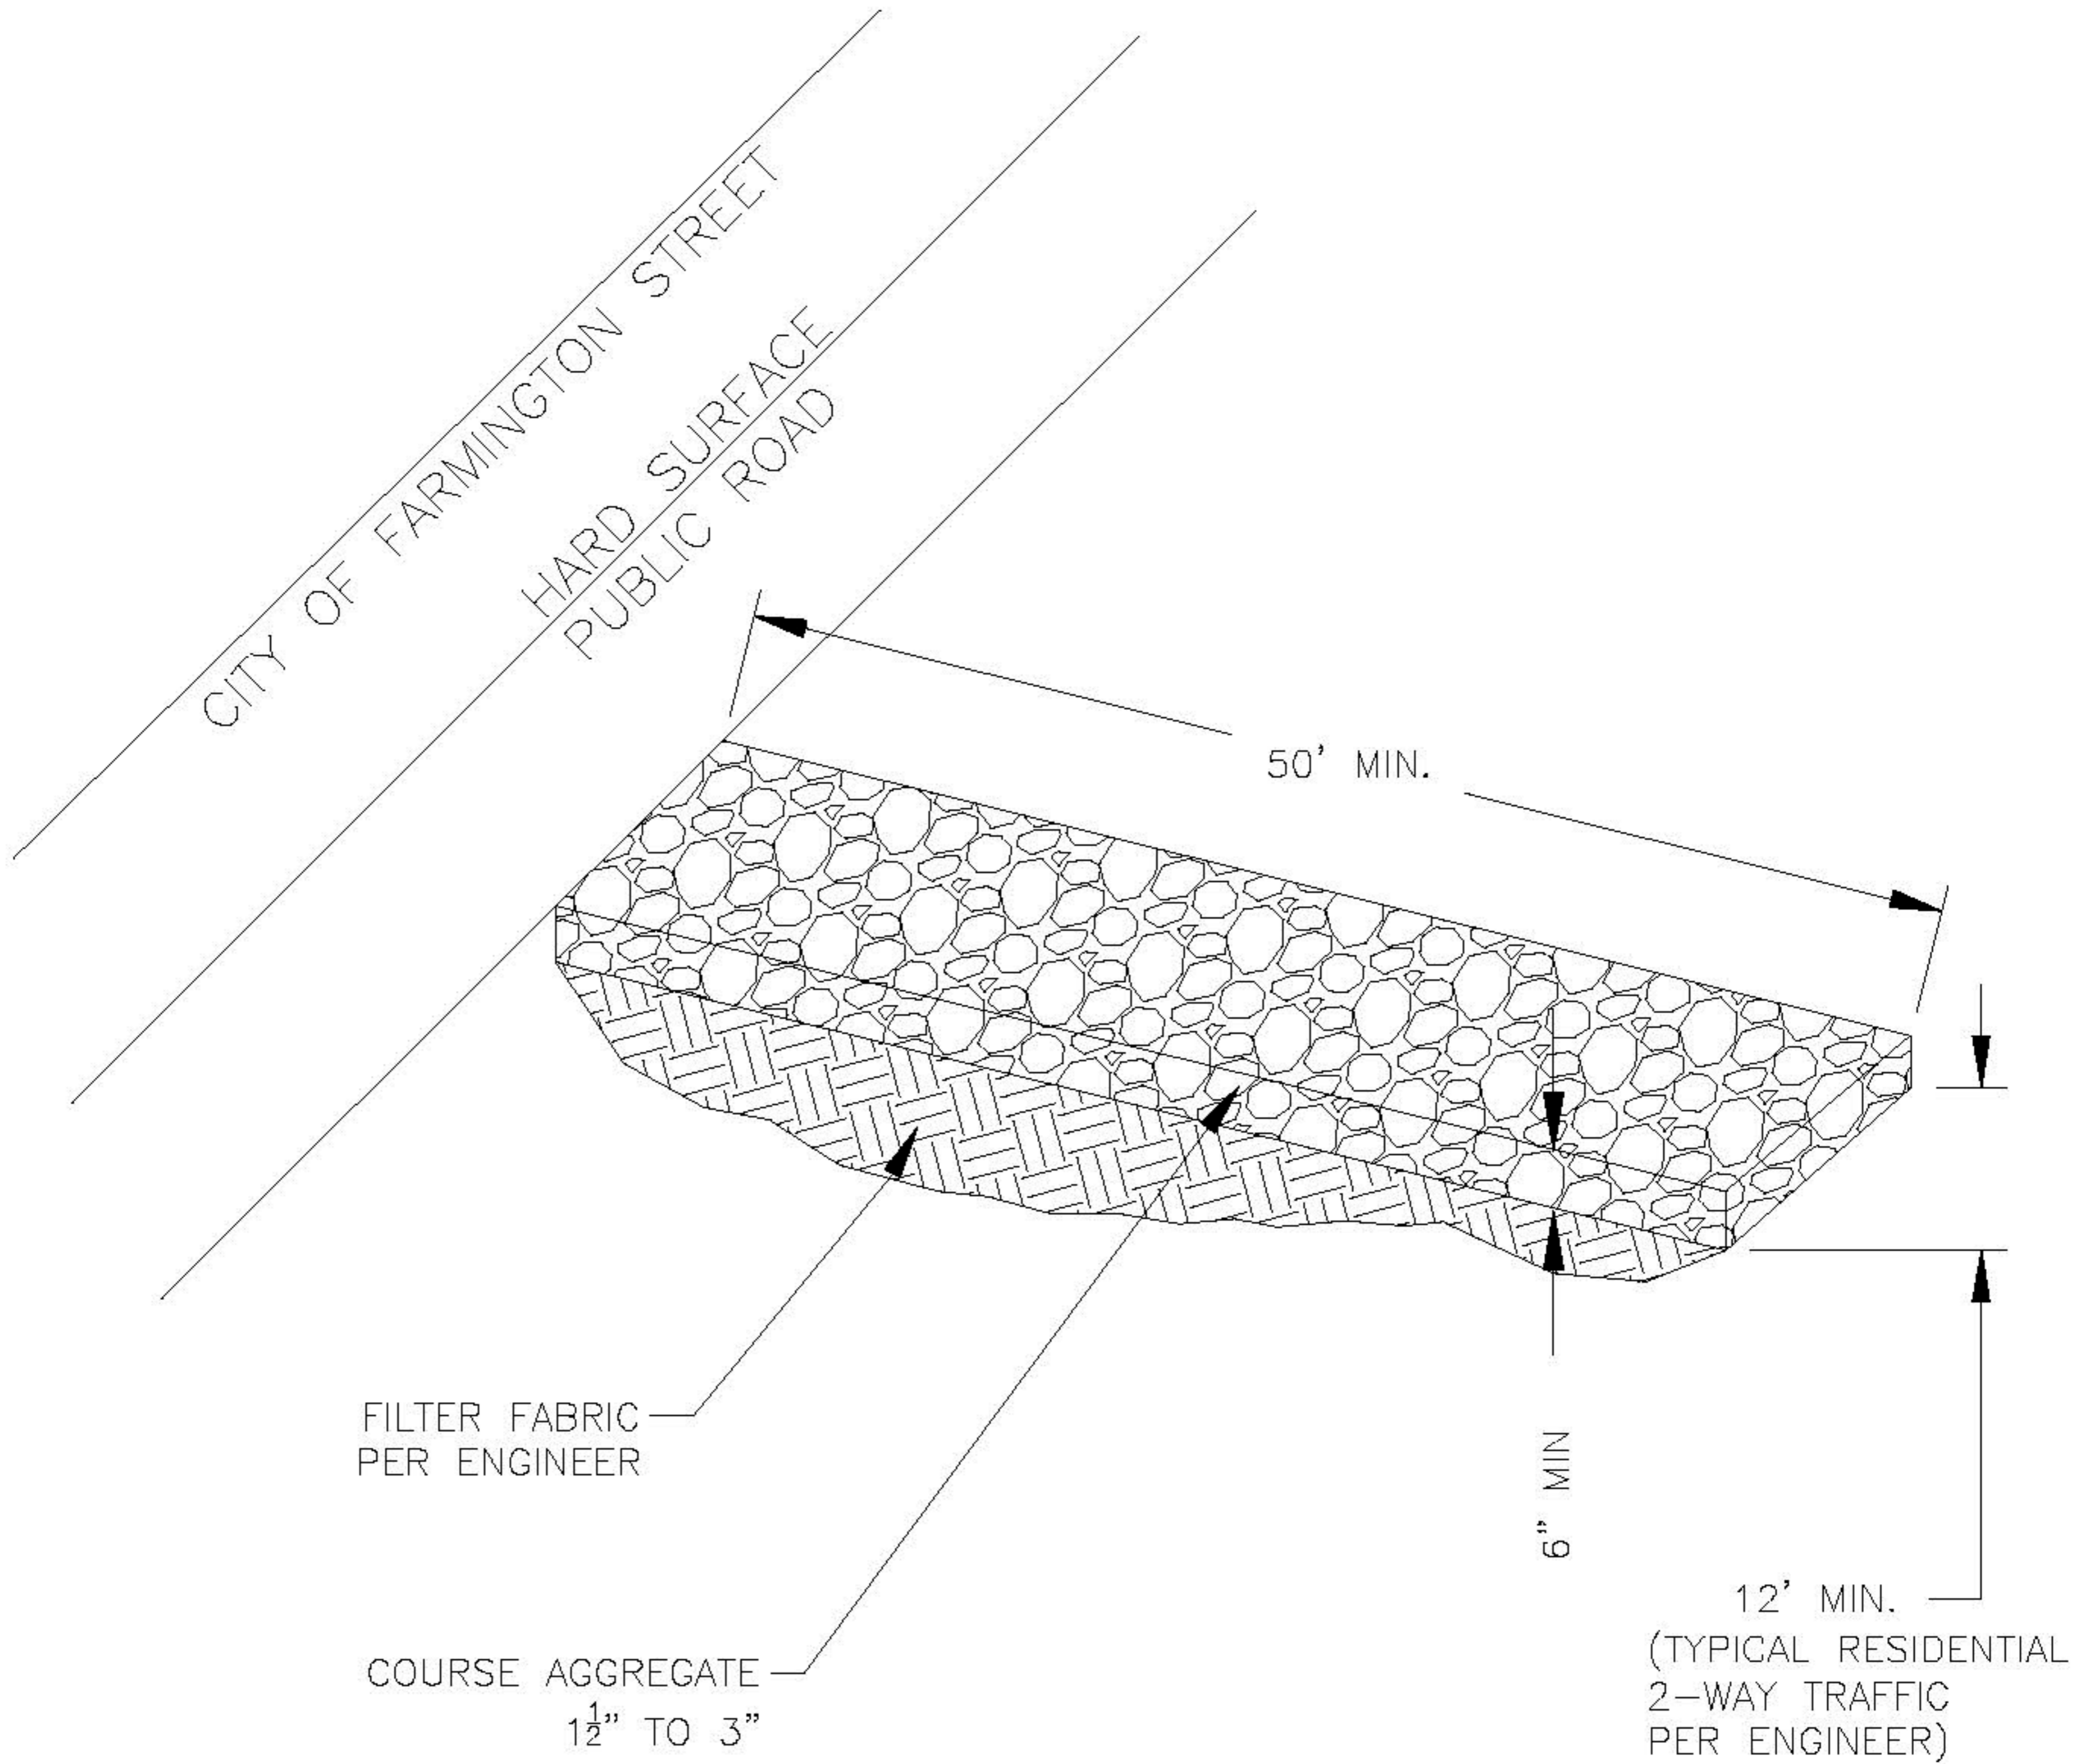 CITY OF FARMINGTON STREET
HARD SURFACE
PUBLIC ROAD
50' MIN.
FILTER FABRIC
PER ENGINEER
6" MIN
12' MIN.
(TYPICAL RESIDENTIAL
2-WAY TRAFFIC
PER ENGINEER)
COURSE AGGREGATE
1½" TO 3"